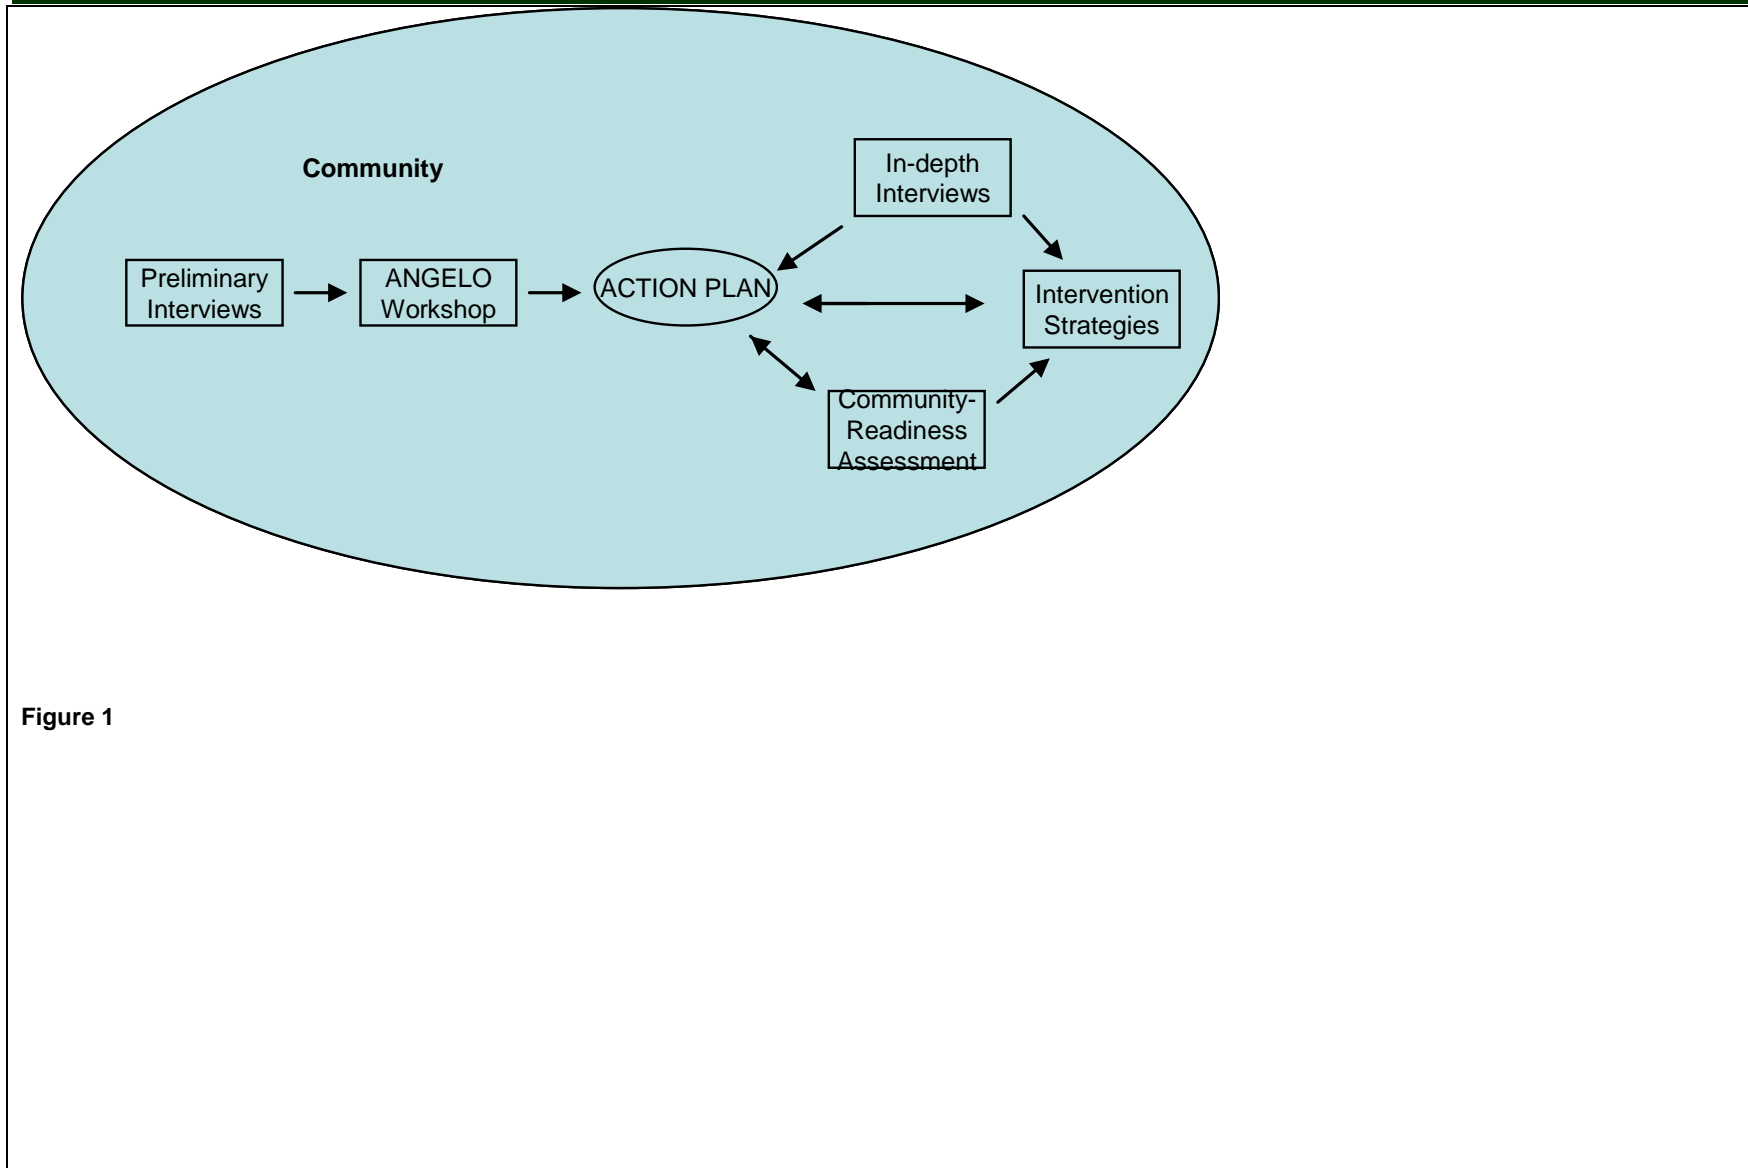 Community
Preliminary
Interviews
ANGELO
Workshop
ACTION PLAN
In-depth
Interviews
Intervention
Strategies
Community-
Readiness
Assessment
Figure 1